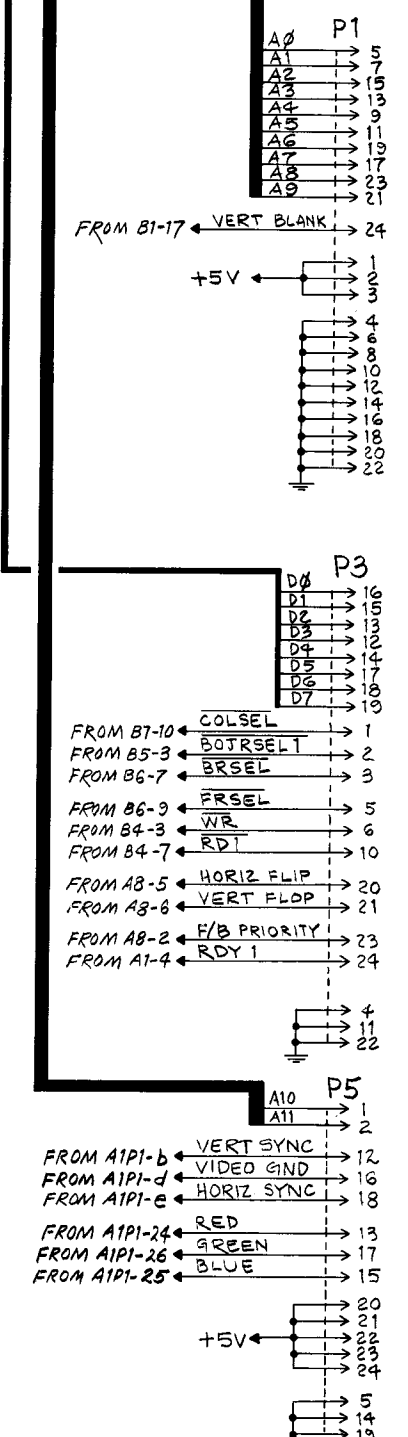 P1
AØ 5
A1 7
A2 15
A3 13
A4 9
A5 11
A6 19
A7 17
A8 23
A9 21
FROM B1-17 VERT BLANK 24
1
+5V 2
3
4
6
8
10
12
14
16
18
20
22
P3
DØ 16
D1 15
D2 13
D3 12
D4 14
D5 17
D6 18
D7 19
FROM B7-10 COLSEL 1
FROM B5-3 BOJRSEL1 2
FROM B6-7 BRSEL 3
FROM B6-9 FRSEL 5
FROM B4-3 WR 6
FROM B4-7 RD1 10
FROM A8-5 HORIZ FLIP 20
FROM A8-6 VERT FLOP 21
FROM A8-2 F/B PRIORITY 23
FROM A1-4 RDY 1 24
4
11
22
P5
A10 1
A11 2
FROM A1P1-b VERT SYNC 12
FROM A1P1-d VIDEO GND 16
FROM A1P1-e HORIZ SYNC 18
FROM A1P1-24 RED 13
FROM A1P1-26 GREEN 17
FROM A1P1-25 BLUE 15
20
21
+5V 22
23
24
5
14
19